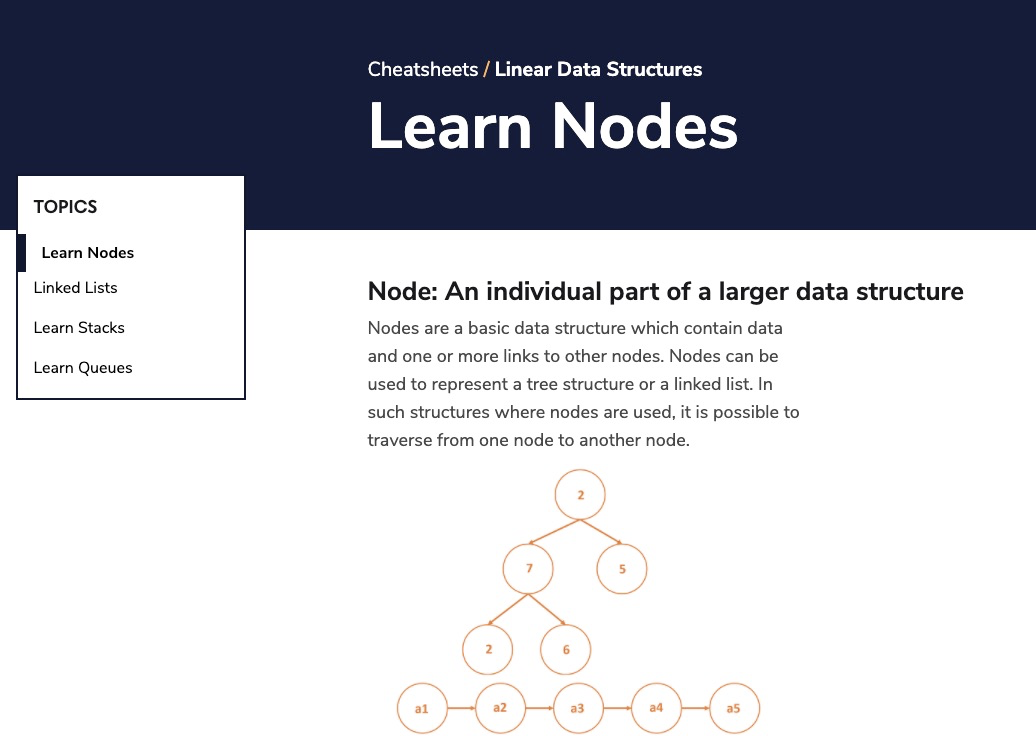 Cheatsheets / Linear Data Structures
Learn Nodes
TOPICS
Learn Nodes
Linked Lists
Learn Stacks
Learn Queues
Node: An individual part of a larger data structure
Nodes are a basic data structure which contain data
and one or more links to other nodes. Nodes can be
used to represent a tree structure or a linked list. In
such structures where nodes are used, it is possible to
traverse from one node to another node.
2
7 5
2 6
a1 a2 a3 a4 a5